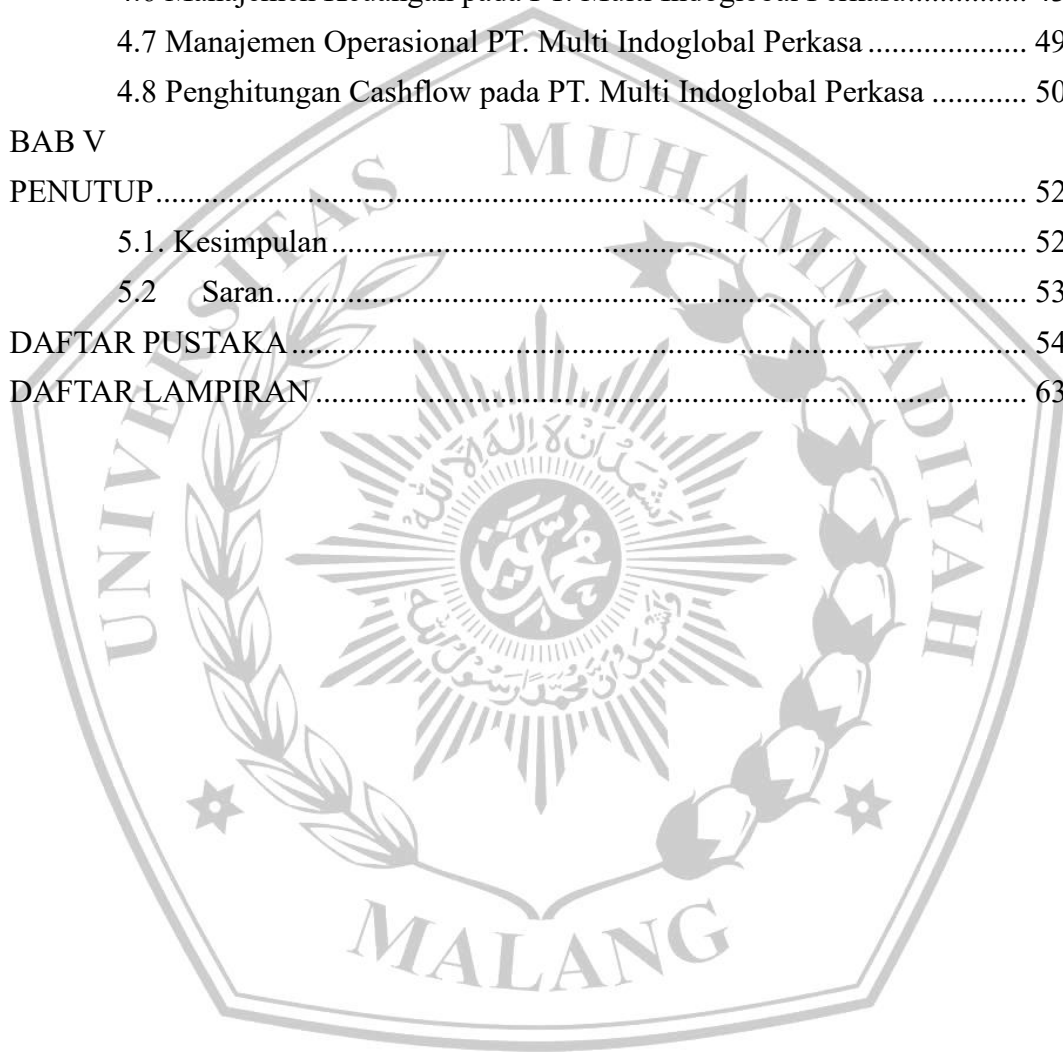 4.7 Manajemen Operasional PT. Multi Indoglobal Perkasa .................... 49
4.8 Penghitungan Cashflow pada PT. Multi Indoglobal Perkasa ............ 50
BAB V
PENUTUP ........................................................................................ 52
5.1. Kesimpulan ................................................................................ 52
5.2 Saran ......................................................................................... 53
DAFTAR PUSTAKA ........................................................................... 54
DAFTAR LAMPIRAN ......................................................................... 63
UNIVERSITAS MUHAMMADIYAH
MALANG